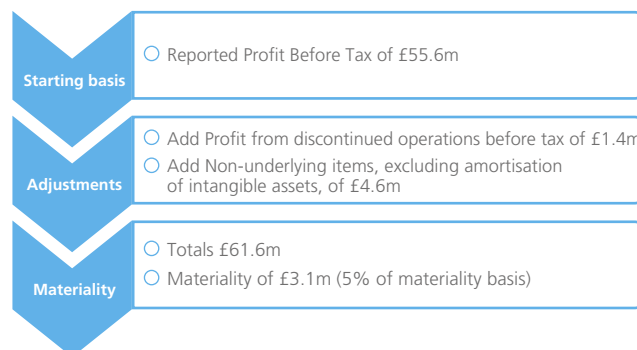 Starting basis
Reported Profit Before Tax of £55.6m
Adjustments
Add Profit from discontinued operations before tax of £1.4m
Add Non-underlying items, excluding amortisation
of intangible assets, of £4.6m
Materiality
Totals £61.6m
Materiality of £3.1m (5% of materiality basis)